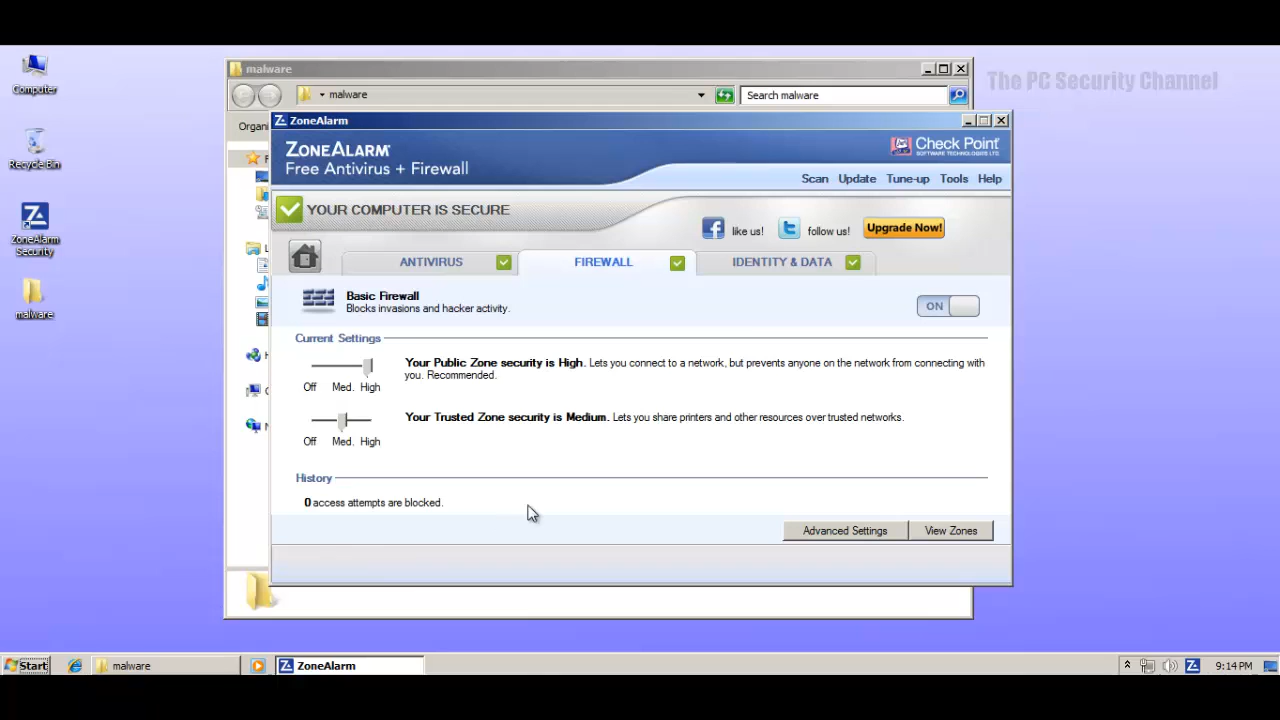 The PC Security Channel
Computer
Recycle Bin
ZoneAlarm
Security
malware
malware
malware
Search malware
Organi
ZoneAlarm
ZONEALARM
Free Antivirus + Firewall
Check Point
SOFTWARE TECHNOLOGIES LTD.
Scan Update Tune-up Tools Help
YOUR COMPUTER IS SECURE
like us! follow us! Upgrade Now!
ANTIVIRUS FIREWALL IDENTITY & DATA
Basic Firewall
Blocks invasions and hacker activity.
ON
Current Settings
Your Public Zone security is High. Lets you connect to a network, but prevents anyone on the network from connecting with
you. Recommended.
Off Med. High
Your Trusted Zone security is Medium. Lets you share printers and other resources over trusted networks.
Off Med. High
History
0 access attempts are blocked.
Advanced Settings View Zones
Start malware ZoneAlarm 9:14 PM